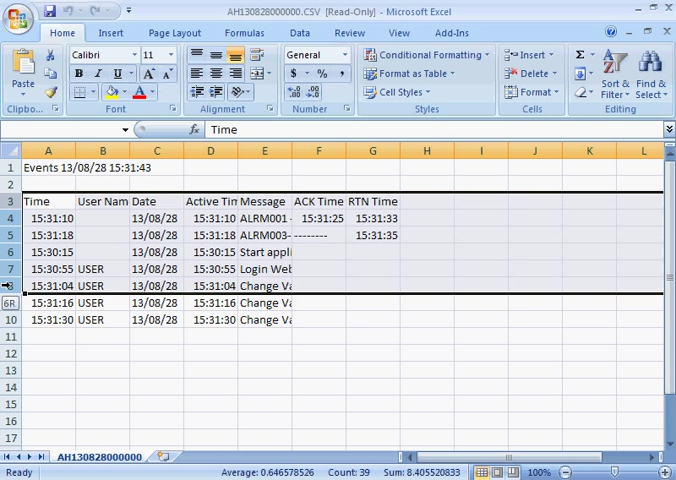 AH130828000000.CSV [Read-Only] - Microsoft Excel
Home Insert Page Layout Formulas Data Review View Add-Ins
Paste
Calibri 11
B I U A A
General
$ % ,
Conditional Formatting
Format as Table
Cell Styles
Insert
Delete
Format
Σ
Sort & Filter
Find & Select
Clipbo... Font Alignment Number Styles Cells Editing
fx Time
A B C D E F G H I J K L
1 Events 13/08/28 15:31:43
2
3 Time User Nam Date Active Tim Message ACK Time RTN Time
4 15:31:10 13/08/28 15:31:10 ALRM001 - 15:31:25 15:31:33
5 15:31:18 13/08/28 15:31:18 ALRM003- -------- 15:31:35
6 15:30:15 13/08/28 15:30:15 Start appli
7 15:30:55 USER 13/08/28 15:30:55 Login Web
8 15:31:04 USER 13/08/28 15:31:04 Change Va
6R 15:31:16 USER 13/08/28 15:31:16 Change Va
10 15:31:30 USER 13/08/28 15:31:30 Change Va
11
12
13
14
15
16
17
AH130828000000
Ready Average: 0.646578526 Count: 39 Sum: 8.405520833 100%